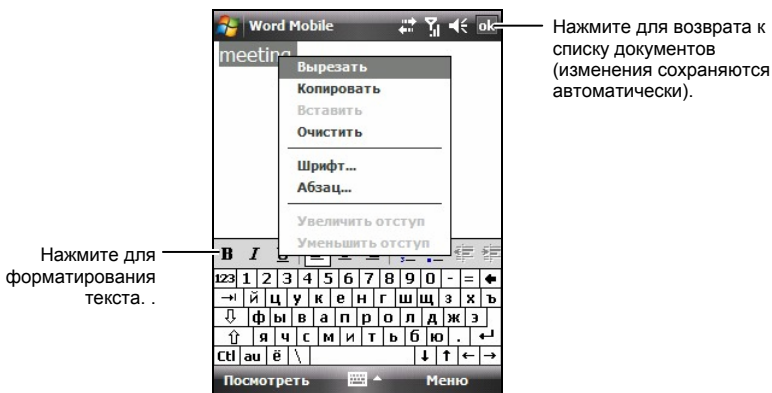 Word Mobile ok
Нажмите для возврата к
списку документов
(изменения сохраняются
автоматически).
meeting
Вырезать
Копировать
Вставить
Очистить
Шрифт...
Абзац...
Увеличить отступ
Уменьшить отступ
Нажмите для
форматирования
текста. .
B I U
123 1 2 3 4 5 6 7 8 9 0 - =
й ц у к е н г ш щ з х ъ
ф ы в а п р о л д ж э
я ч с м и т ь б ю .
Ctl au ё \
Посмотреть Меню